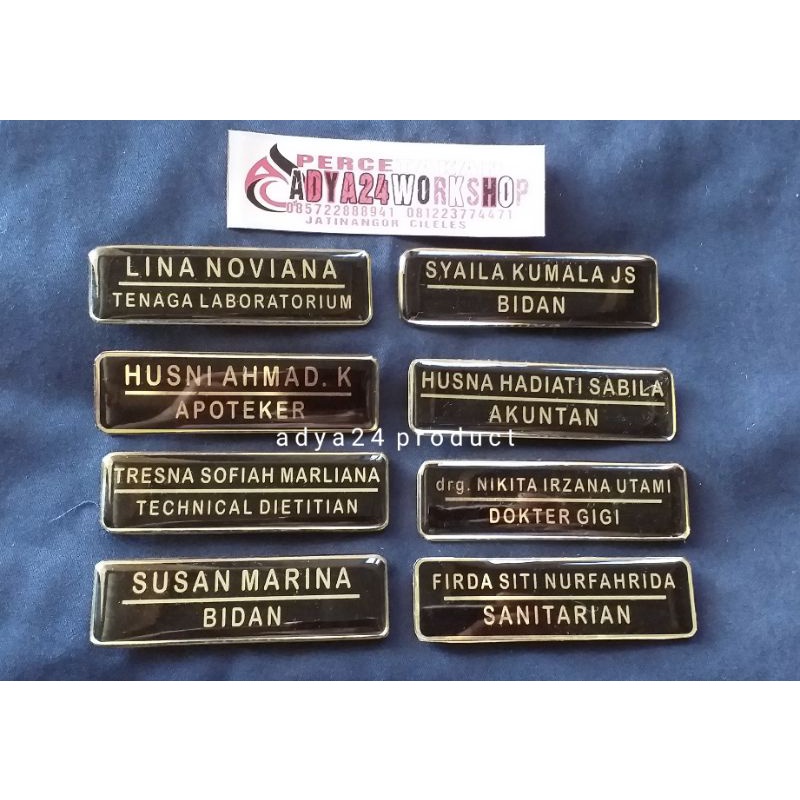 PERCE
ADYA24WORKSHOP
085722888941 081223774471
JATINANGOR CILELES
LINA NOVIANA
TENAGA LABORATORIUM
SYAILA KUMALA JS
BIDAN
HUSNI AHMAD. K
APOTEKER
HUSNA HADIATI SABILA
AKUNTAN
adya24 product
TRESNA SOFIAH MARLIANA
TECHNICAL DIETITIAN
drg. NIKITA IRZANA UTAMI
DOKTER GIGI
SUSAN MARINA
BIDAN
FIRDA SITI NURFAHRIDA
SANITARIAN